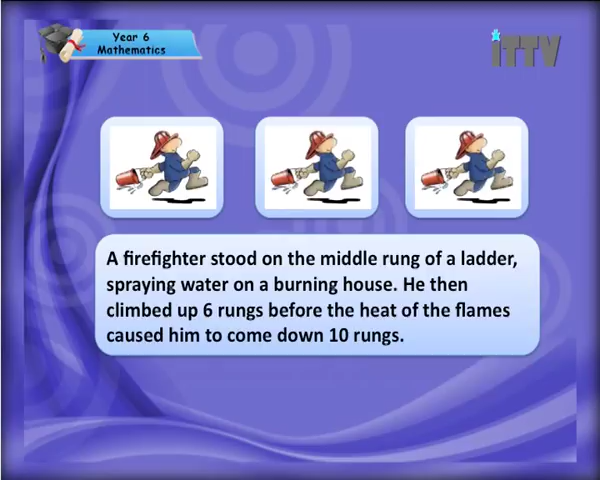 Year 6
Mathematics
iTTV
A firefighter stood on the middle rung of a ladder,
spraying water on a burning house. He then
climbed up 6 rungs before the heat of the flames
caused him to come down 10 rungs.